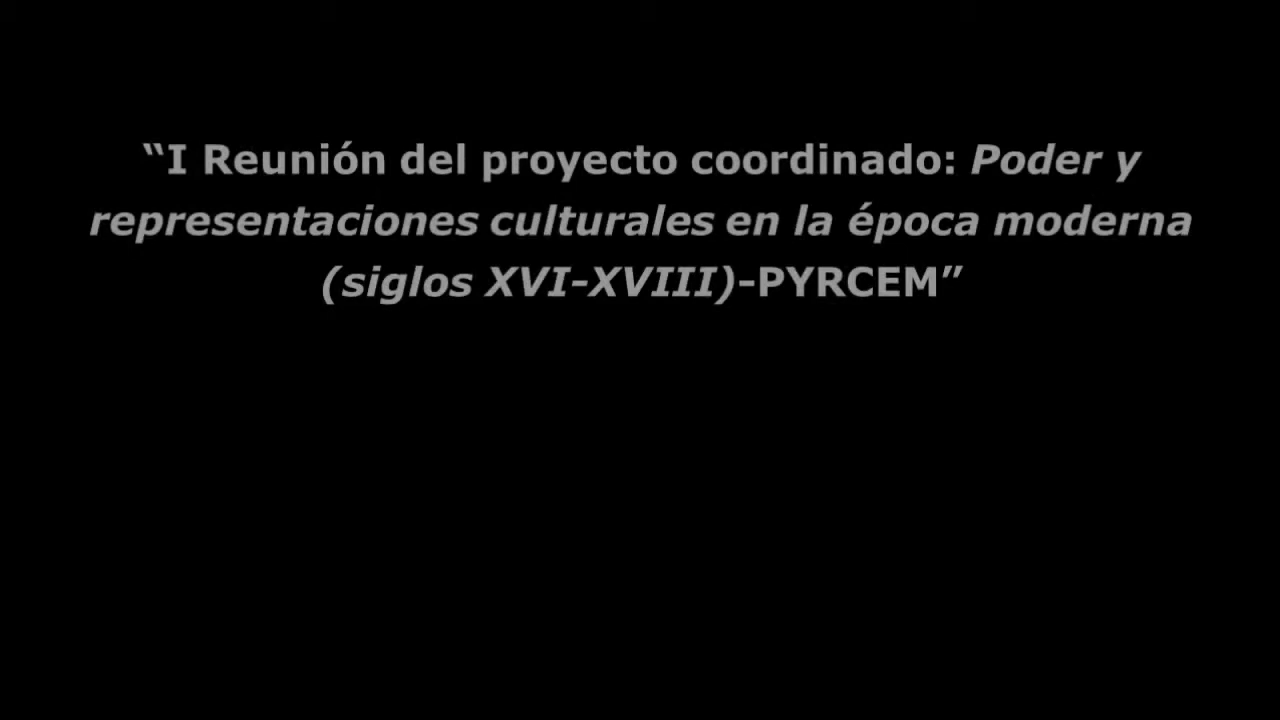 “I Reunión del proyecto coordinado: Poder y
representaciones culturales en la época moderna
(siglos XVI-XVIII)-PYRCEM”